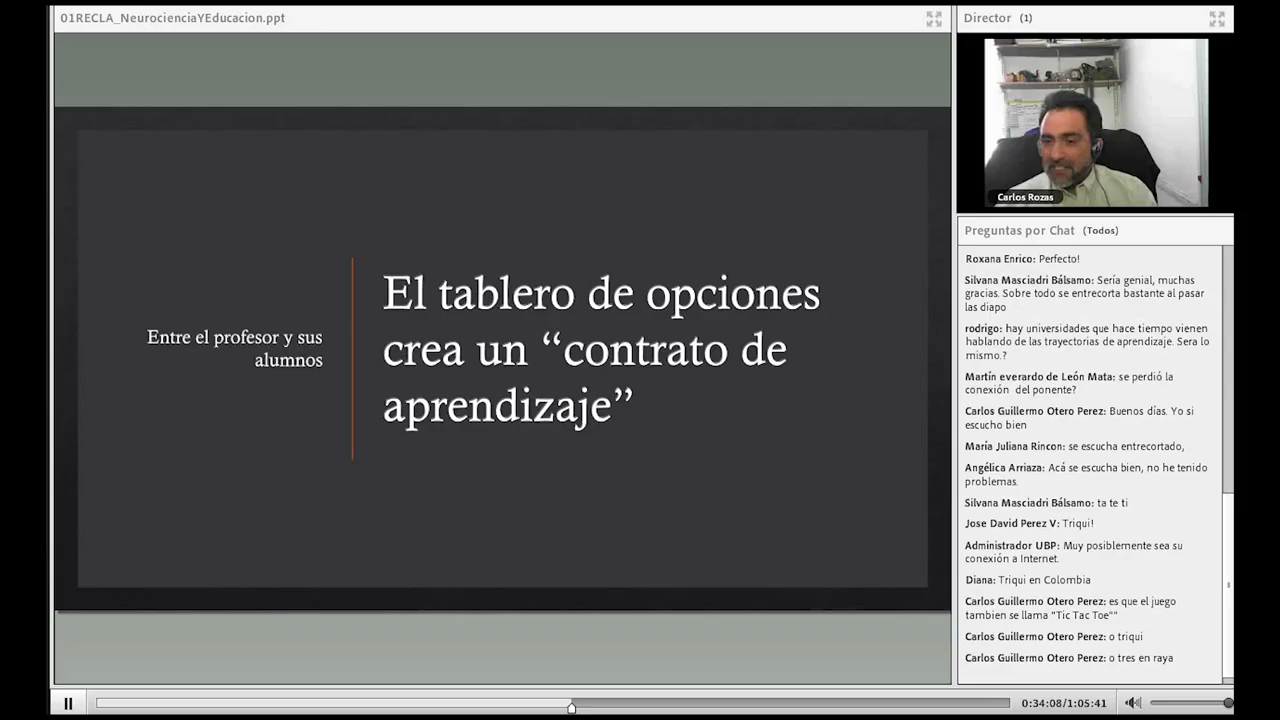 01RECLA_NeurocienciaYEducacion.ppt
Entre el profesor y sus
alumnos
El tablero de opciones
crea un “contrato de
aprendizaje”
Director (1)
Carlos Rozas
Preguntas por Chat (Todos)
Roxana Enrico: Perfecto!
Silvana Masciadri Bálsamo: Sería genial, muchas
gracias. Sobre todo se entrecorta bastante al pasar
las diapo
rodrigo: hay universidades que hace tiempo vienen
hablando de las trayectorias de aprendizaje. Sera lo
mismo.?
Martín everardo de León Mata: se perdió la
conexión del ponente?
Carlos Guillermo Otero Perez: Buenos días. Yo si
escucho bien
María Juliana Rincon: se escucha entrecortado,
Angélica Arriaza: Acá se escucha bien, no he tenido
problemas.
Silvana Masciadri Bálsamo: ta te ti
Jose David Perez V: Triqui!
Administrador UBP: Muy posiblemente sea su
conexión a Internet.
Diana: Triqui en Colombia
Carlos Guillermo Otero Perez: es que el juego
tambien se llama "Tic Tac Toe""
Carlos Guillermo Otero Perez: o triqui
Carlos Guillermo Otero Perez: o tres en raya
0:34:08/1:05:41